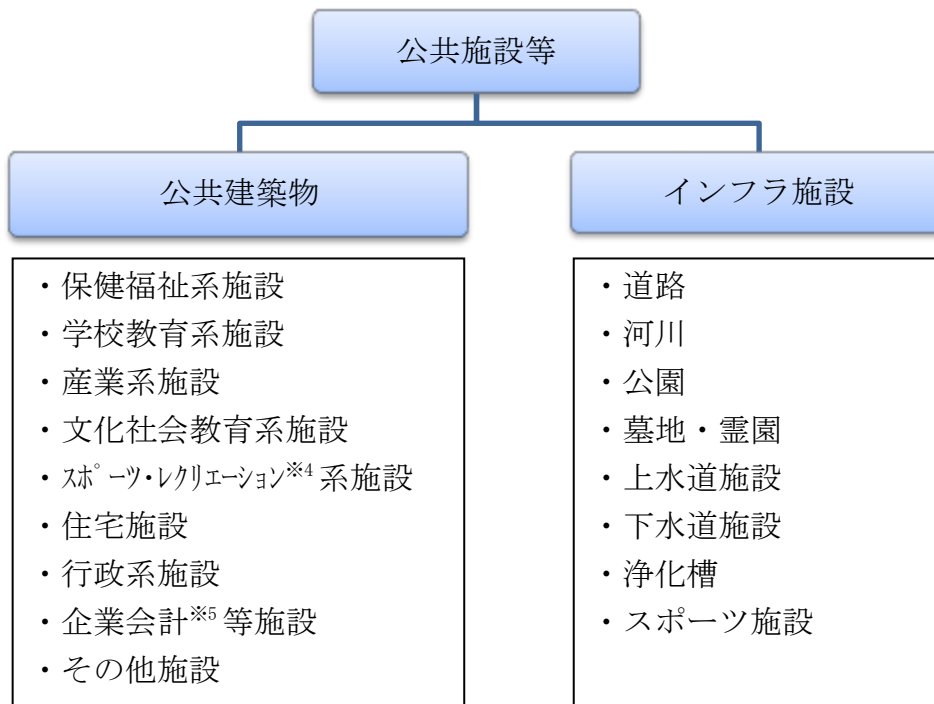 公共施設等
公共建築物
・保健福祉系施設
・学校教育系施設
・産業系施設
・文化社会教育系施設
・ｽﾎﾟｰﾂ･ﾚｸﾘｴｰｼｮﾝ※4 系施設
・住宅施設
・行政系施設
・企業会計※5 等施設
・その他施設
インフラ施設
・道路
・河川
・公園
・墓地・霊園
・上水道施設
・下水道施設
・浄化槽
・スポーツ施設